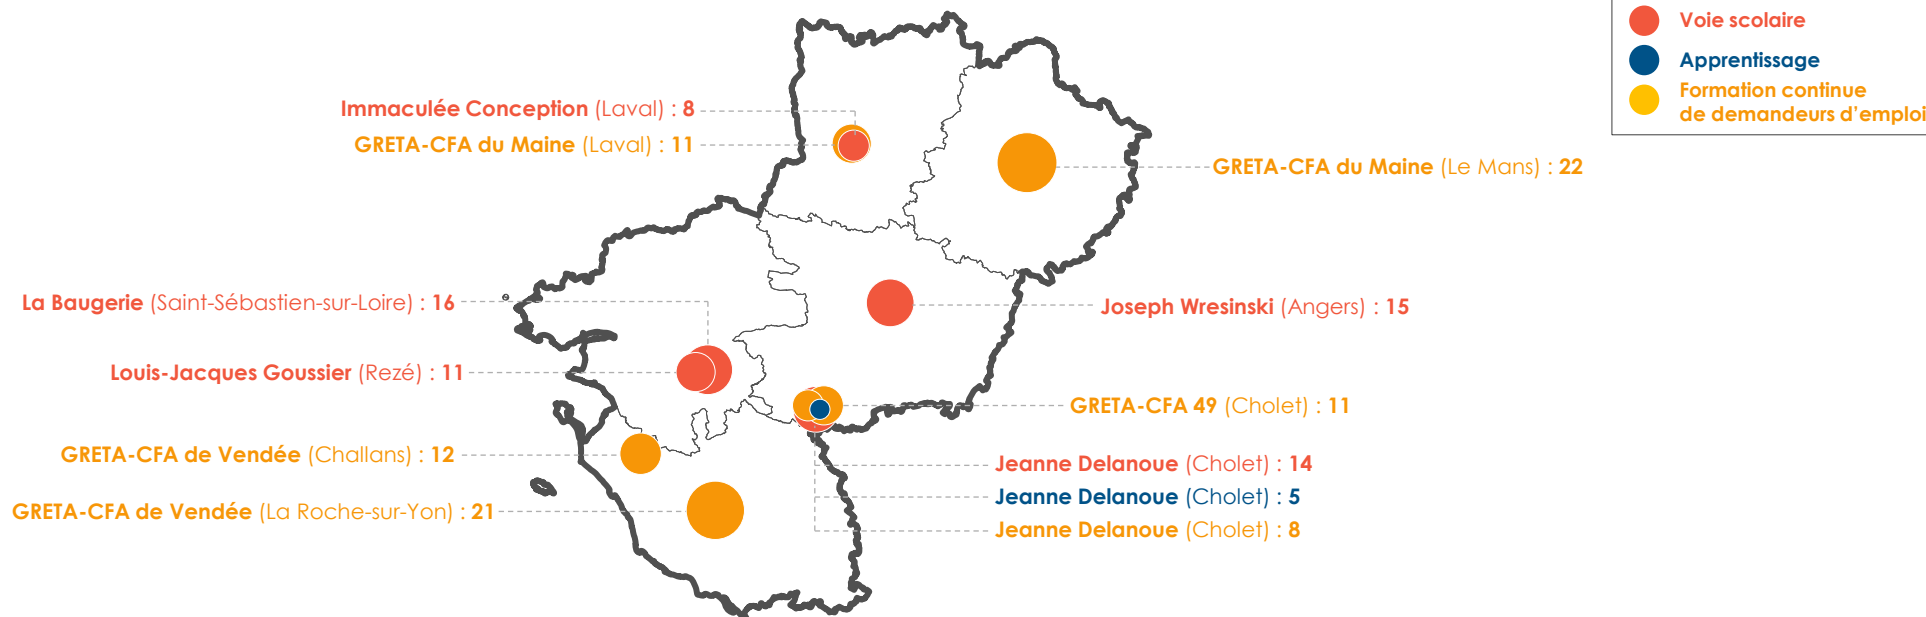 Voie scolaire
Apprentissage
Formation continue
de demandeurs d'emploi
Immaculée Conception (Laval) : 8
GRETA-CFA du Maine (Laval) : 11
GRETA-CFA du Maine (Le Mans) : 22
La Baugerie (Saint-Sébastien-sur-Loire) : 16
Joseph Wresinski (Angers) : 15
Louis-Jacques Goussier (Rezé) : 11
GRETA-CFA 49 (Cholet) : 11
GRETA-CFA de Vendée (Challans) : 12
Jeanne Delanoue (Cholet) : 14
Jeanne Delanoue (Cholet) : 5
GRETA-CFA de Vendée (La Roche-sur-Yon) : 21
Jeanne Delanoue (Cholet) : 8